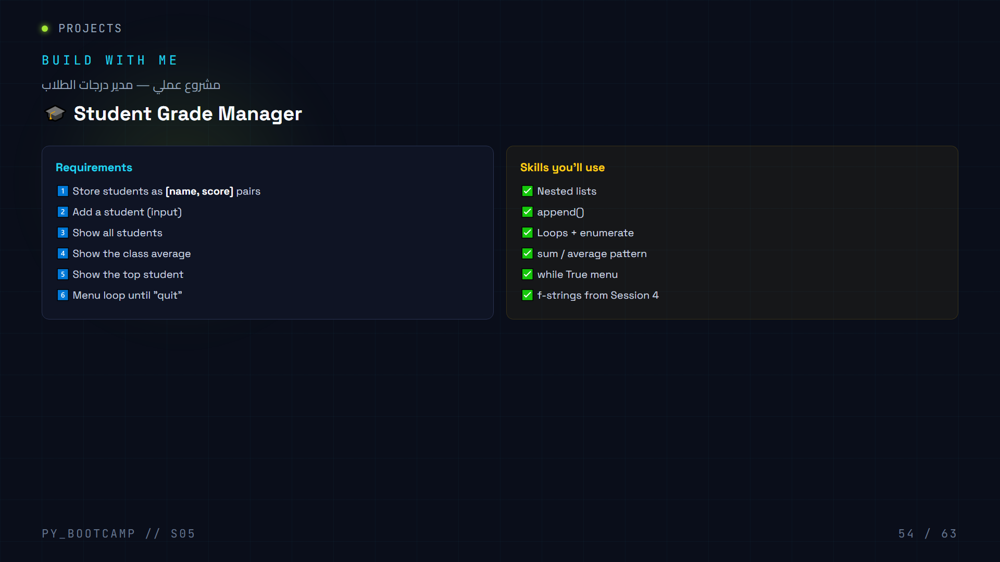 PROJECTS
BUILD WITH ME
مشروع عملي — مدير درجات الطلاب
🎓 Student Grade Manager
Requirements
1️⃣ Store students as [name, score] pairs
2️⃣ Add a student (input)
3️⃣ Show all students
4️⃣ Show the class average
5️⃣ Show the top student
6️⃣ Menu loop until ”quit”
Skills you’ll use
✅ Nested lists
✅ append()
✅ Loops + enumerate
✅ sum / average pattern
✅ while True menu
✅ f-strings from Session 4
PY_BOOTCAMP // S05
54 / 63